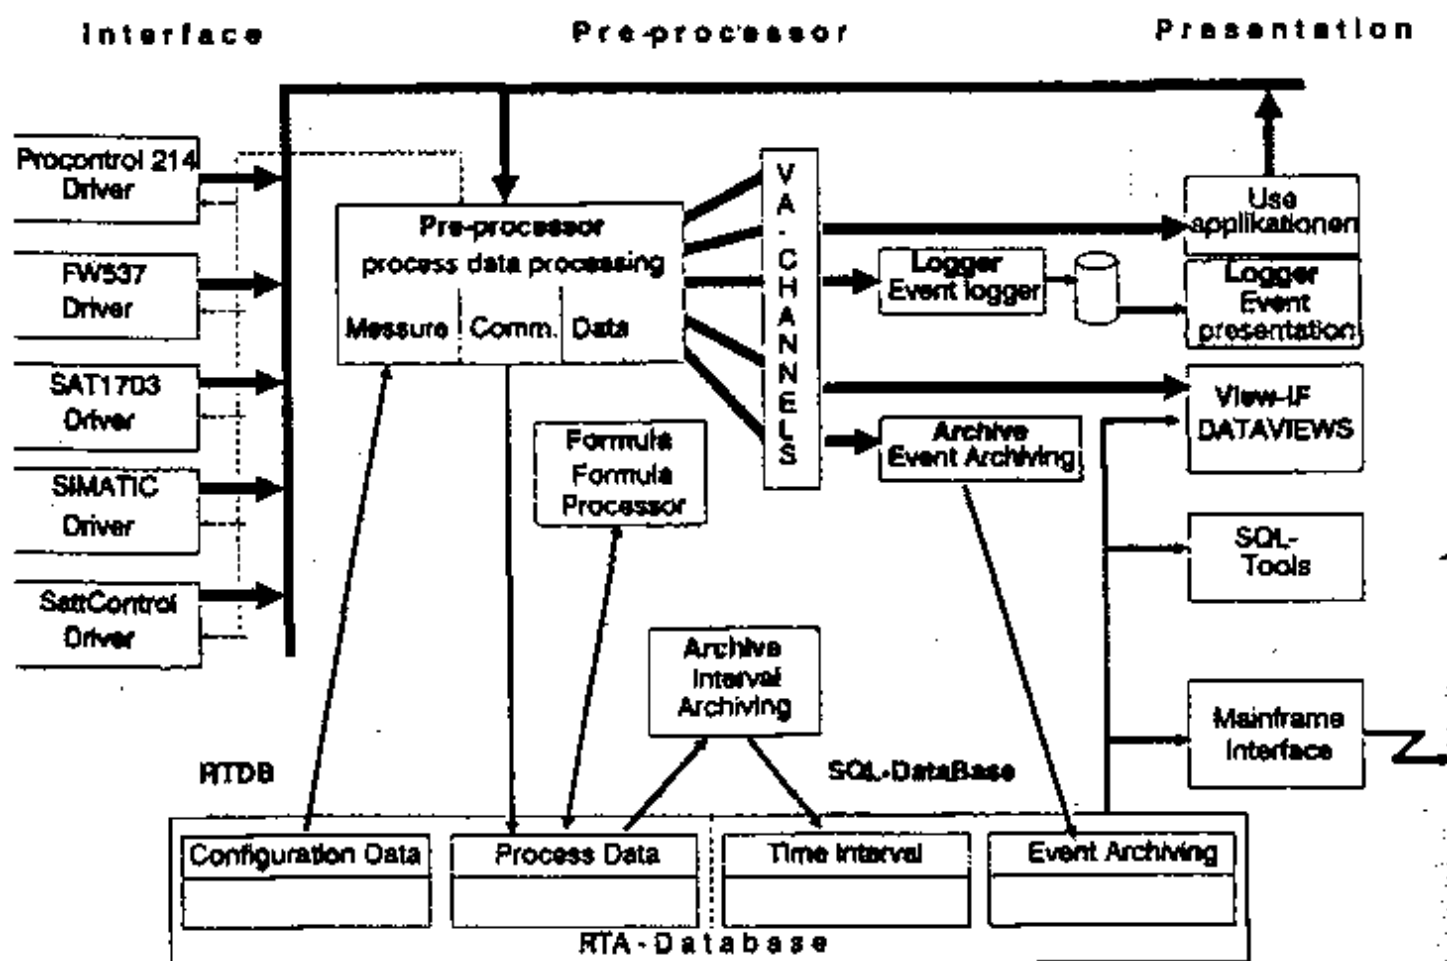 Interface
Pre-processor
Presentation
Procontrol 214
Driver
FW537
Driver
SAT1703
Driver
SIMATIC
Driver
SattControl
Driver
Pre-processor
process data processing
Measure
Comm.
Data
VA-CHANNELS
Use
applikationen
Logger
Event logger
Logger
Event
presentation
View-IF
DATAVIEWS
Archive
Event Archiving
Formula
Formula
Processor
SQL-
Tools
Archive
Interval
Archiving
Mainframe
Interface
RTDB
SQL-DataBase
Configuration Data
Process Data
Time Interval
Event Archiving
RTA-Database